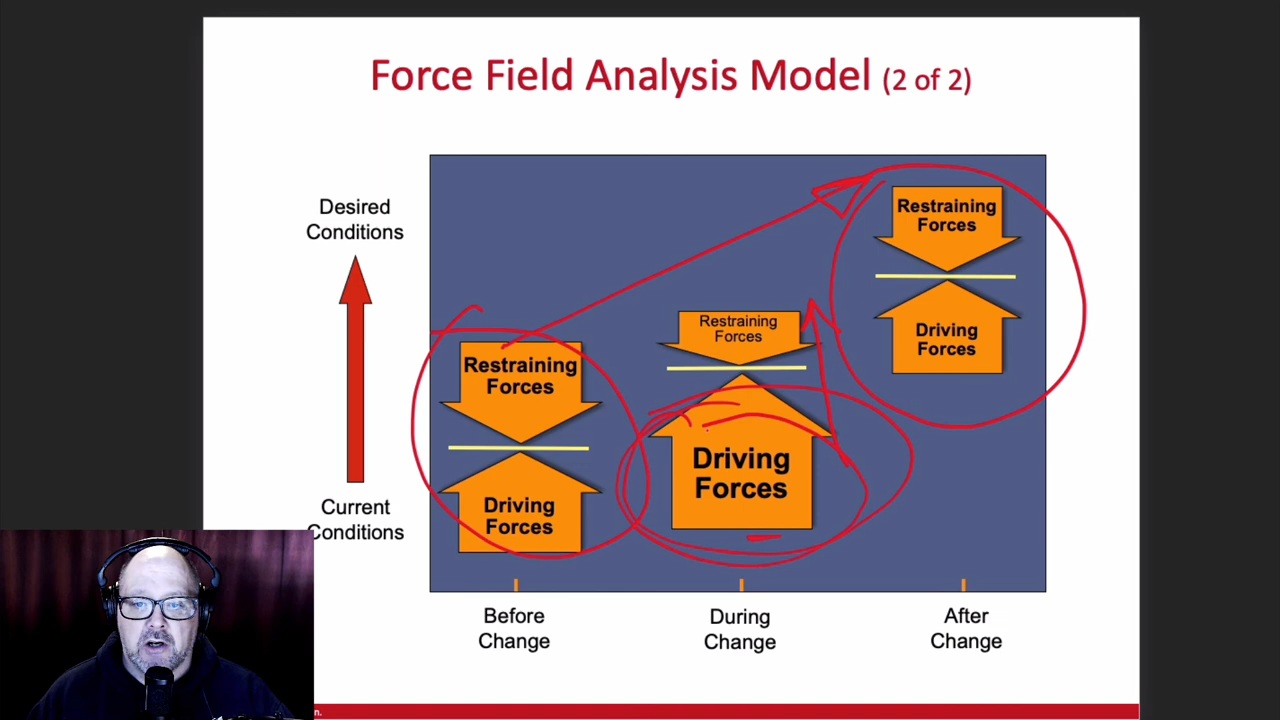 Force Field Analysis Model (2 of 2)
Desired
Conditions
Current
Conditions
Restraining
Forces
Driving
Forces
Restraining
Forces
Driving
Forces
Restraining
Forces
Driving
Forces
Before
Change
During
Change
After
Change